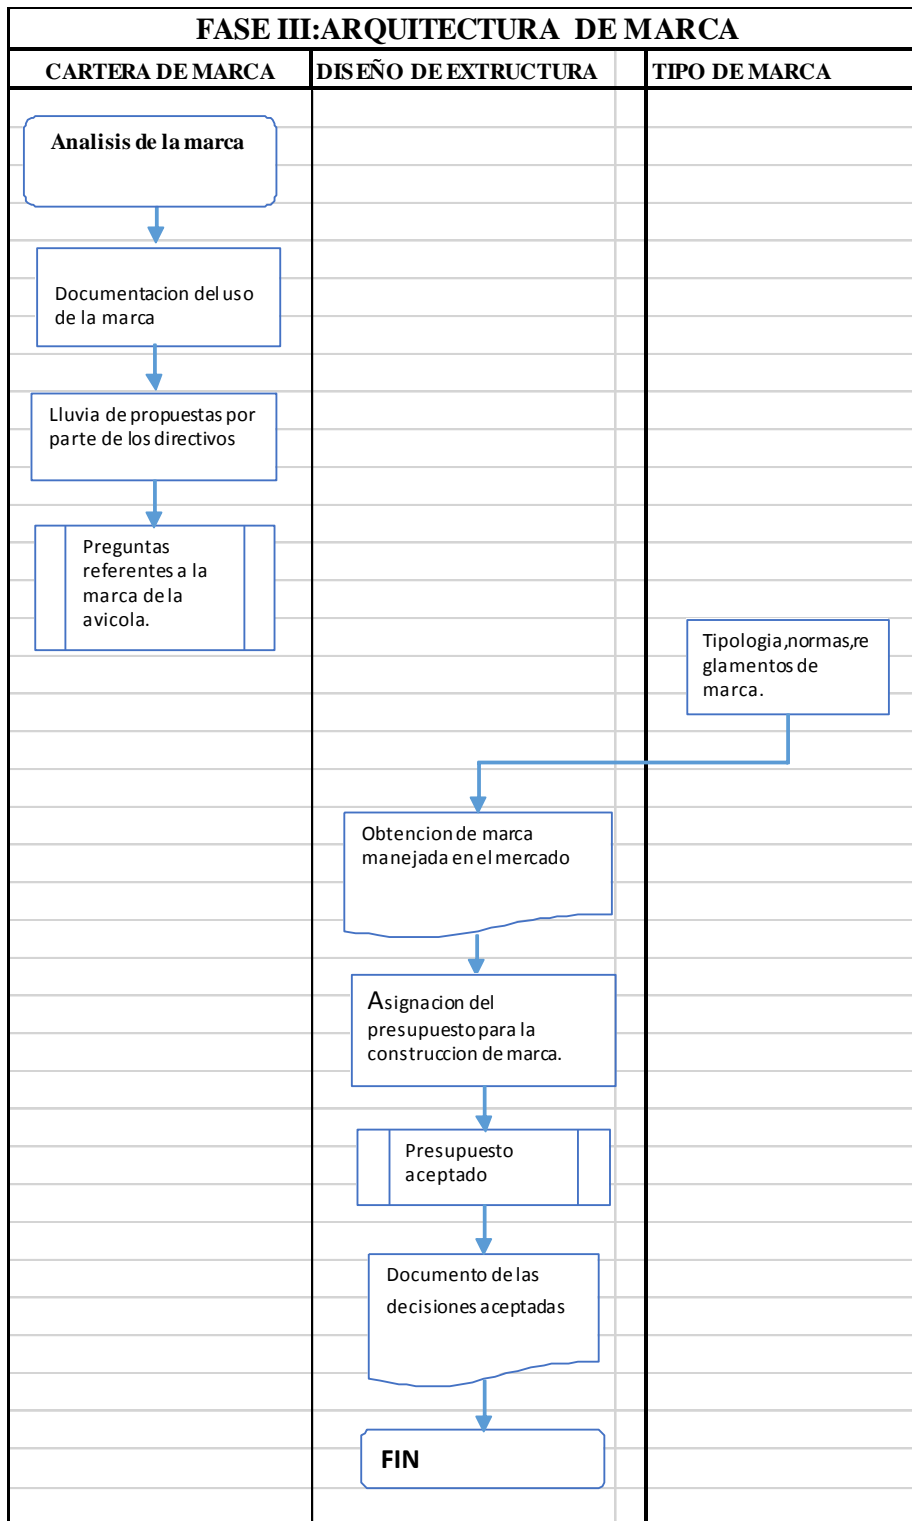 FASE III:ARQUITECTURA DE MARCA
CARTERA DE MARCA
DISEÑO DE EXTRUCTURA
TIPO DE MARCA
Analisis de la marca
Documentacion del uso
de la marca
Lluvia de propuestas por
parte de los directivos
Preguntas
referentes a la
marca de la
avicola.
Tipologia,normas,re
glamentos de
marca.
Obtencion de marca
manejada en el mercado
Asignacion del
presupuesto para la
construccion de marca.
Presupuesto
aceptado
Documento de las
decisiones aceptadas
FIN